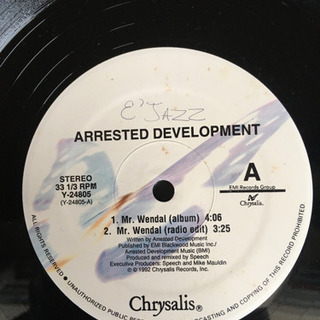 E'JAZZ
ARRESTED DEVELOPMENT
STEREO
33 1/3 RPM
Y-24805
(Y-24805-A)
A
EMI Records Group
Chrysalis.
1. Mr. Wendal (album) 4:06
2. Mr. Wendal (radio edit) 3:25
Written by Arrested Development
Published by EMI Blackwood Music Inc./
Arrested Development Music (BMI)
Produced and remixed by Speech
Executive Producers: Speech and Mike Mauldin
© 1992 Chrysalis Records, Inc.
Chrysalis®
ALL RIGHTS RESERVED • UNAUTHORIZED PUBLIC
CASTING AND COPYING OF THIS